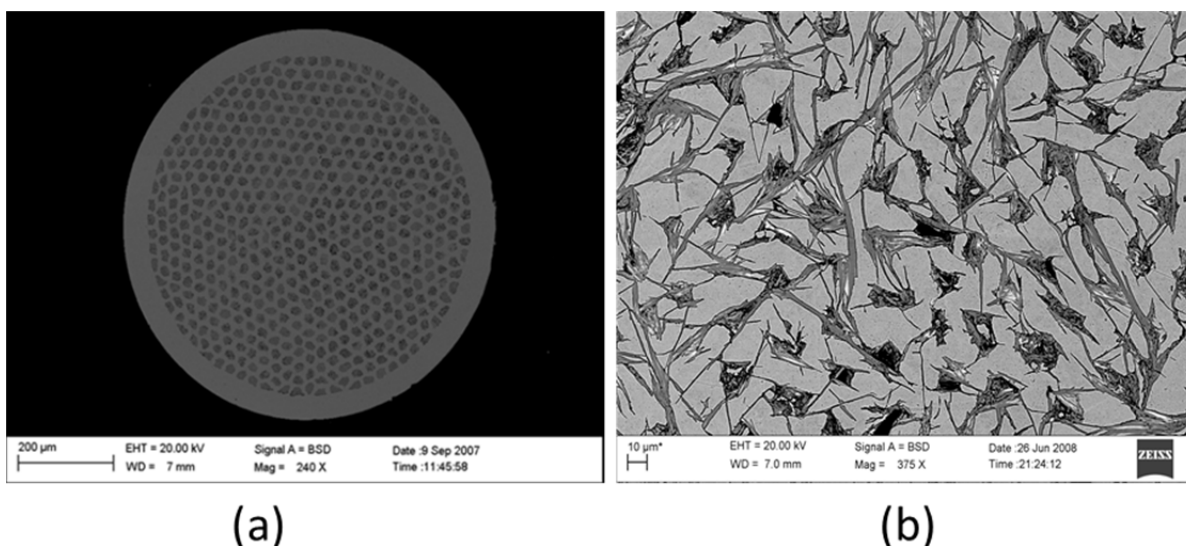 200 µm
EHT = 20.00 kV
WD = 7 mm
Signal A = BSD
Mag = 240 X
Date :9 Sep 2007
Time :11:45:58
10 µm*
EHT = 20.00 kV
WD = 7.0 mm
Signal A = BSD
Mag = 375 X
Date :26 Jun 2008
Time :21:24:12
ZEISS
(a)
(b)